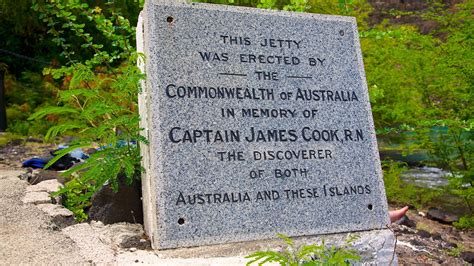 THIS JETTY
WAS ERECTED BY
THE
COMMONWEALTH OF AUSTRALIA
IN MEMORY OF
CAPTAIN JAMES COOK, R.N.
THE DISCOVERER
OF BOTH
AUSTRALIA AND THESE ISLANDS